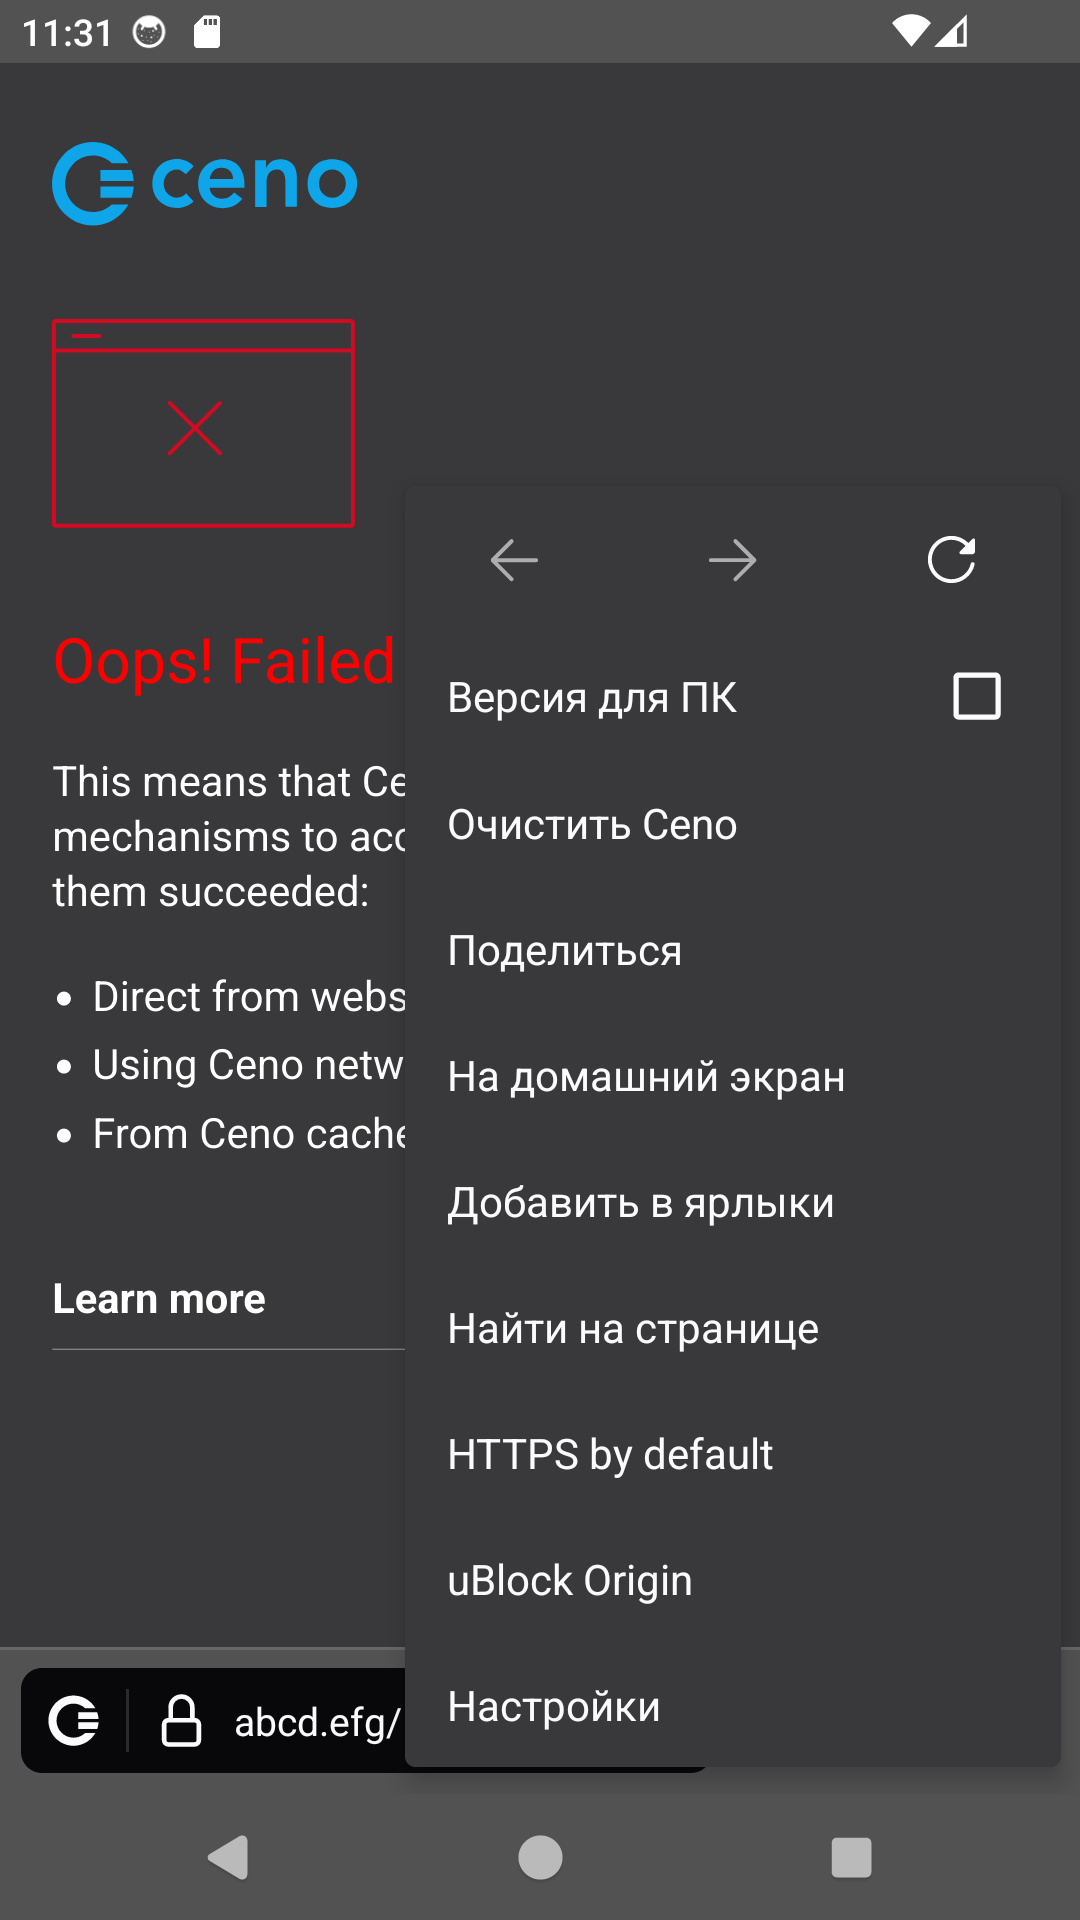 11:31
ceno
Oops! Failed
This means that Ce
mechanisms to acc
them succeeded:
Direct from webs
Using Ceno netw
From Ceno cache
Learn more
Версия для ПК
Очистить Ceno
Поделиться
На домашний экран
Добавить в ярлыки
Найти на странице
HTTPS by default
uBlock Origin
Настройки
abcd.efg/